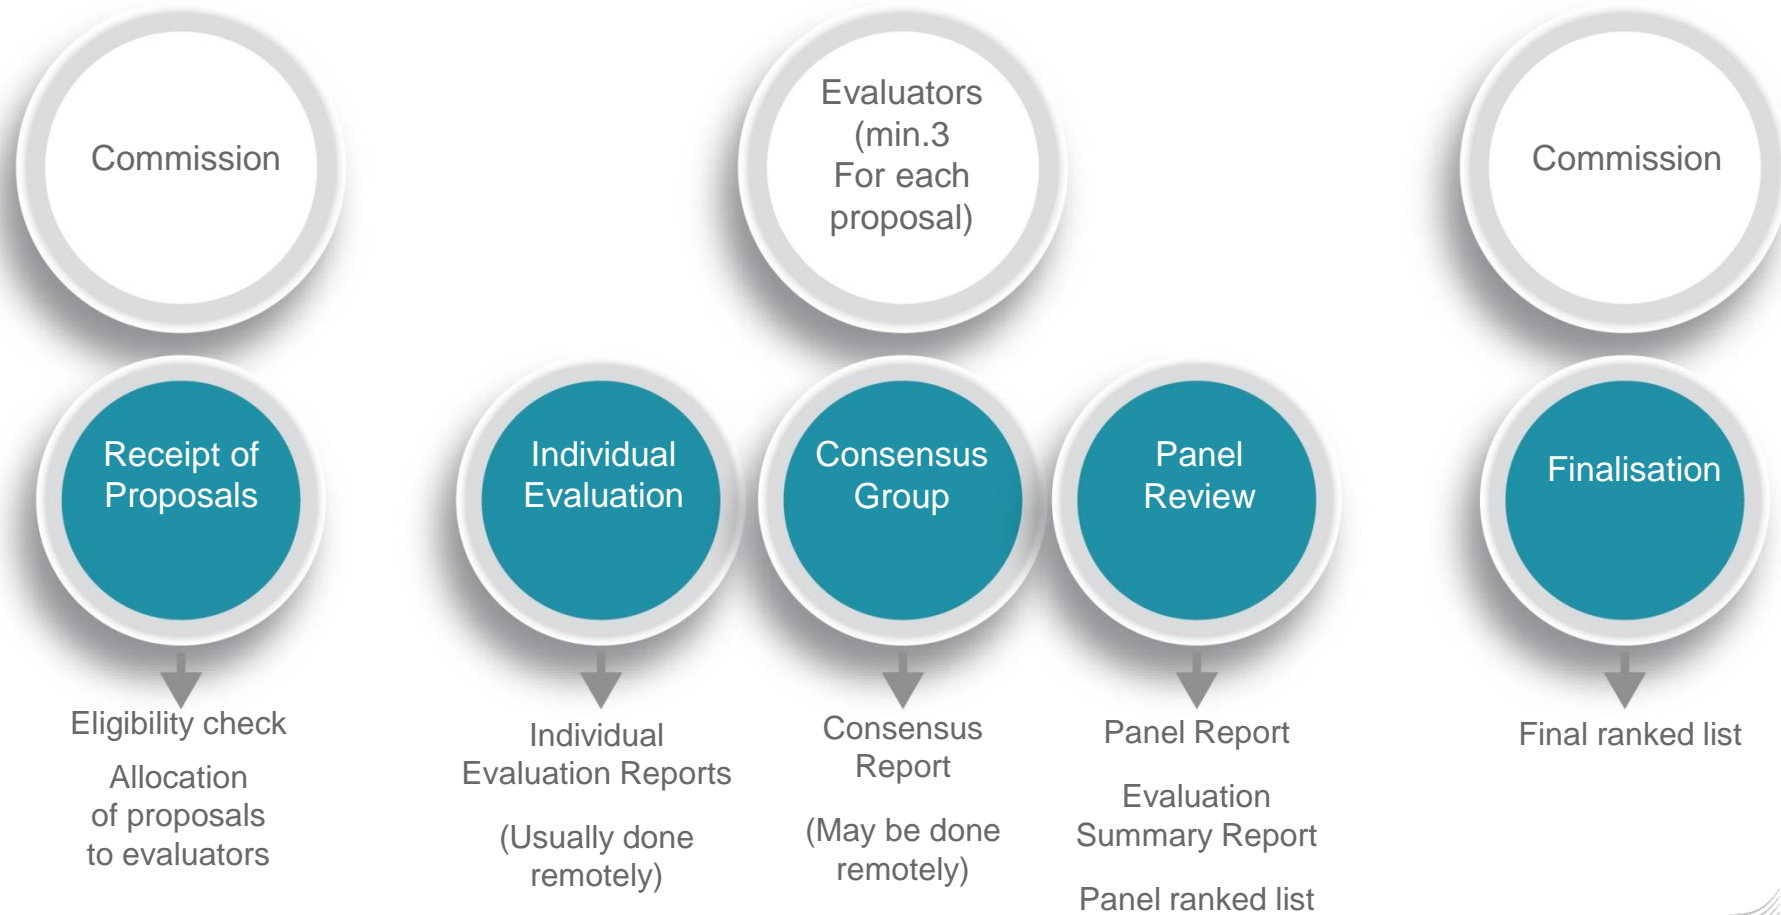 Commission
Evaluators
(min.3
For each
proposal)
Commission
Receipt of
Proposals
Individual
Evaluation
Consensus
Group
Panel
Review
Finalisation
Eligibility check
Allocation
of proposals
to evaluators
Individual
Evaluation Reports
(Usually done
remotely)
Consensus
Report
(May be done
remotely)
Panel Report
Evaluation
Summary Report
Panel ranked list
Final ranked list